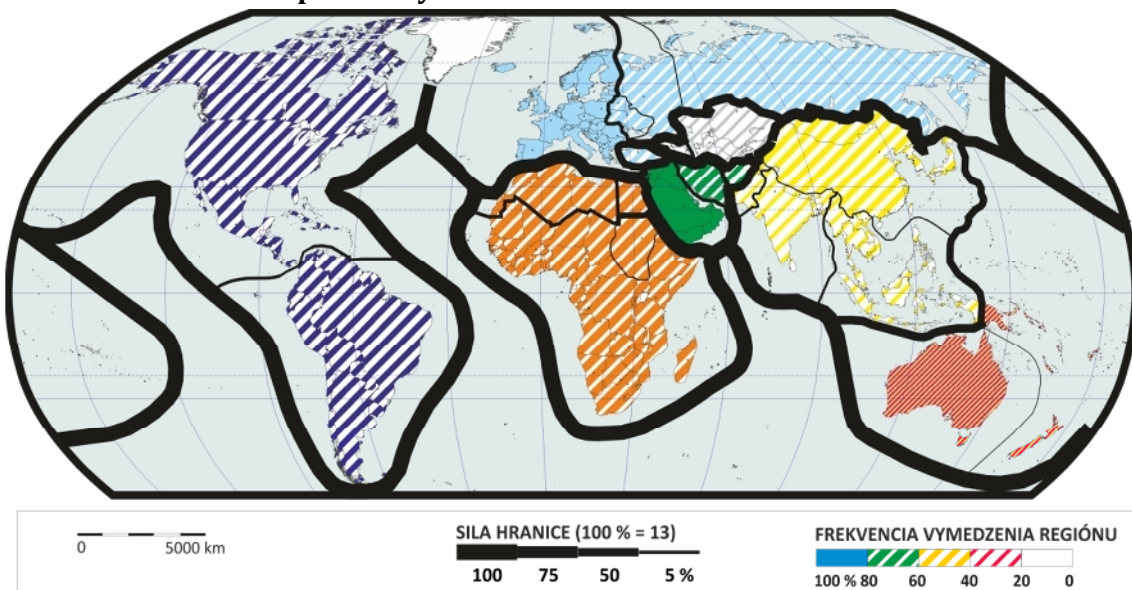 0 5000 km
SILA HRANICE (100 % = 13)
100 75 50 5 %
FREKVENCIA VYMEDZENIA REGIÓNU
100 % 80 60 40 20 0